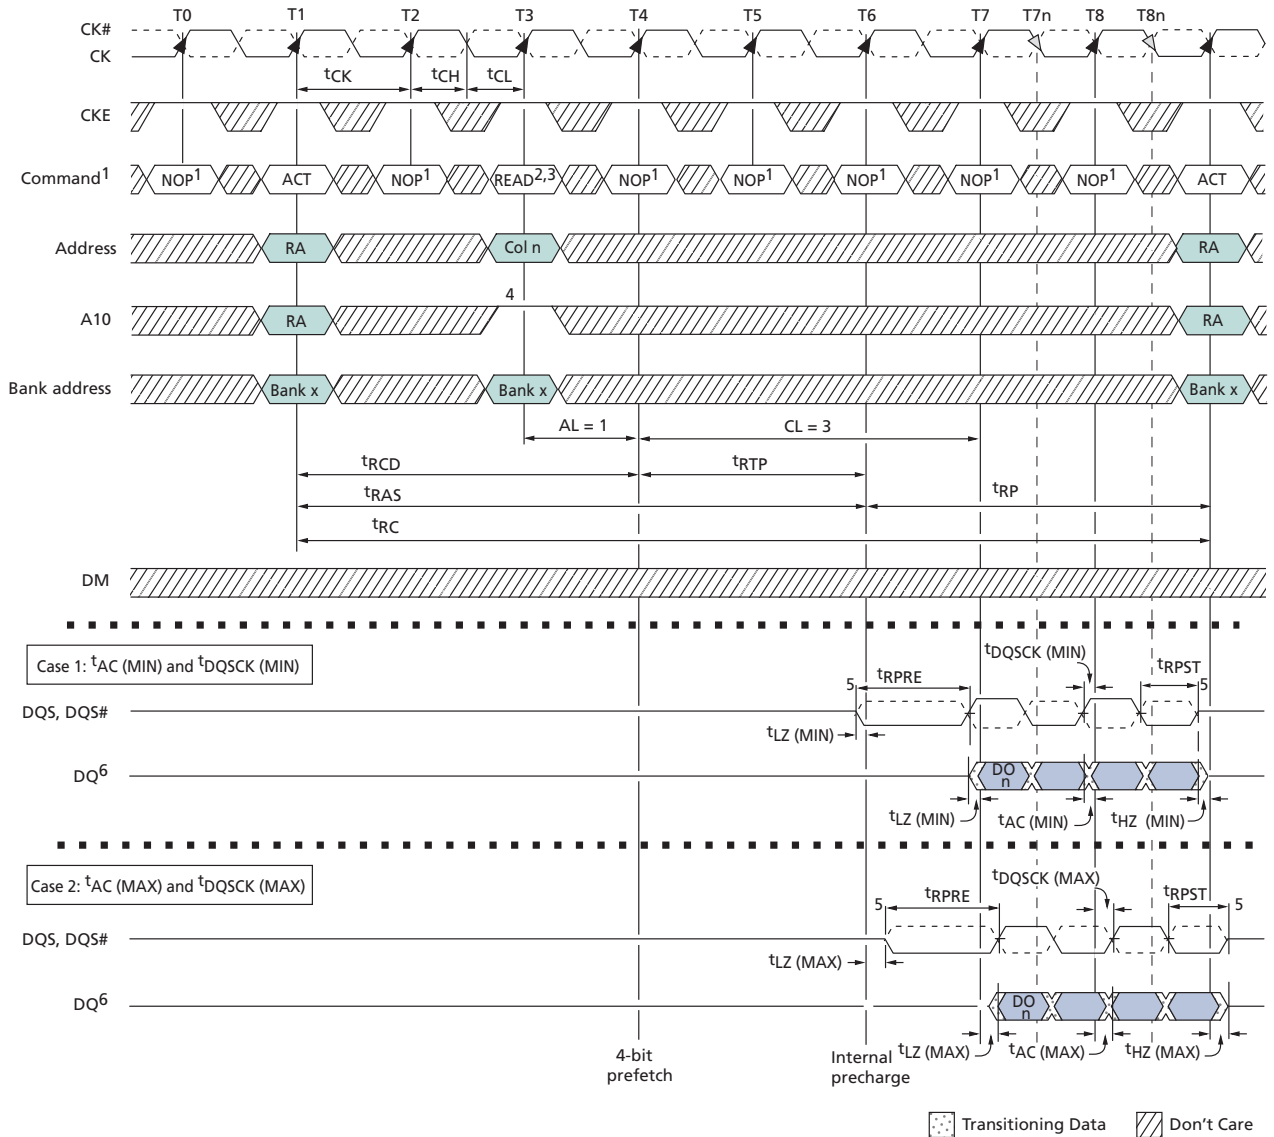 T0 T1 T2 T3 T4 T5 T6 T7 T7n T8 T8n
CK#
CK
tCK tCH tCL
CKE
Command1 NOP1 ACT NOP1 READ2,3 NOP1 NOP1 NOP1 NOP1 NOP1 ACT
Address RA Col n RA
4
A10 RA RA
Bank address Bank x Bank x Bank x
AL = 1 CL = 3
tRCD tRTP
tRAS tRP
tRC
DM
Case 1: tAC (MIN) and tDQSCK (MIN)
tDQSCK (MIN)
5 tRPRE tRPST 5
DQS, DQS#
tLZ (MIN)
DQ6 DO n
tLZ (MIN) tAC (MIN) tHZ (MIN)
Case 2: tAC (MAX) and tDQSCK (MAX)
tDQSCK (MAX)
5 tRPRE tRPST 5
DQS, DQS#
tLZ (MAX)
DQ6 DO n
tLZ (MAX) tAC (MAX) tHZ (MAX)
4-bit
prefetch
Internal
precharge
Transitioning Data Don't Care